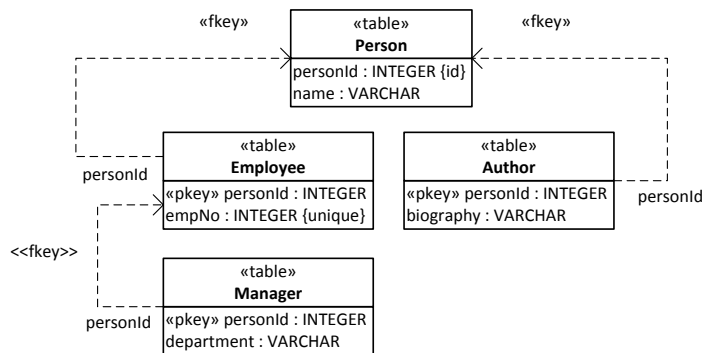 «fkey»
«table»
Person
personId : INTEGER {id}
name : VARCHAR
«fkey»
«table»
Employee
«pkey» personId : INTEGER
empNo : INTEGER {unique}
personId
«table»
Author
«pkey» personId : INTEGER
biography : VARCHAR
personId
<<fkey>>
«table»
Manager
«pkey» personId : INTEGER
department : VARCHAR
personId